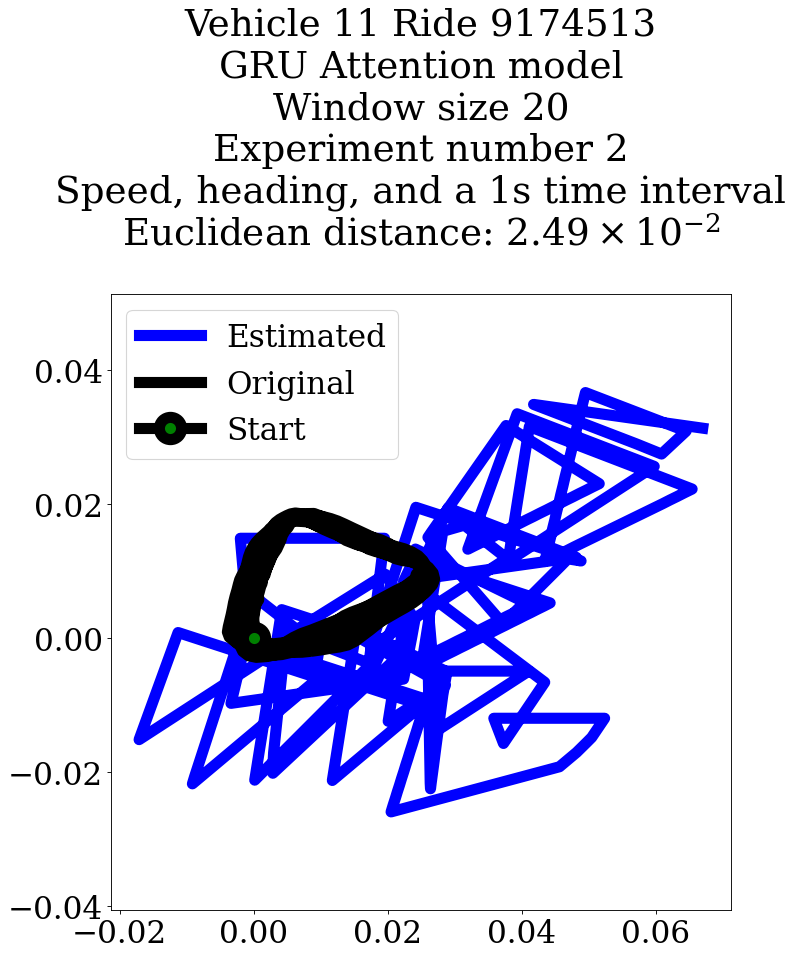 Vehicle 11 Ride 9174513
GRU Attention model
Window size 20
Experiment number 2
Speed, heading, and a 1s time interval
Euclidean distance: 2.49 × 10⁻²
Estimated
Original
Start
0.04
0.02
0.00
−0.02
−0.04
−0.02 0.00 0.02 0.04 0.06